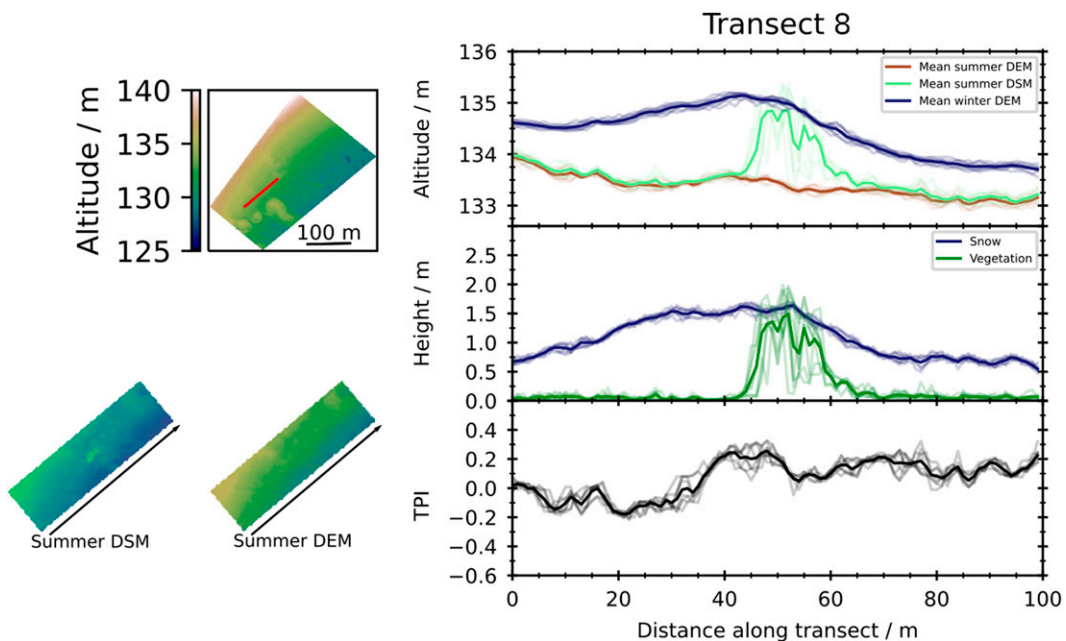 Transect 8
Altitude / m
140
135
130
125
100 m
Summer DSM
Summer DEM
Altitude / m
136
135
134
133
Mean summer DEM
Mean summer DSM
Mean winter DEM
Height / m
2.5
2.0
1.5
1.0
0.5
0.0
Snow
Vegetation
TPI
0.4
0.2
0.0
−0.2
−0.4
−0.6
0 20 40 60 80 100
Distance along transect / m